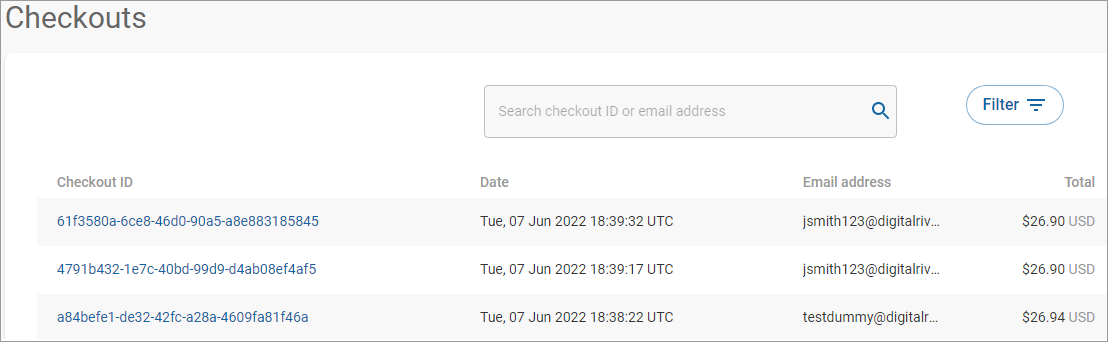 Checkouts
Search checkout ID or email address
Filter
Checkout ID Date Email address Total
61f3580a-6ce8-46d0-90a5-a8e883185845 Tue, 07 Jun 2022 18:39:32 UTC jsmith123@digitalriv... $26.90 USD
4791b432-1e7c-40bd-99d9-d4ab08ef4af5 Tue, 07 Jun 2022 18:39:17 UTC jsmith123@digitalriv... $26.90 USD
a84befe1-de32-42fc-a28a-4609fa81f46a Tue, 07 Jun 2022 18:38:22 UTC testdummy@digitalr... $26.94 USD